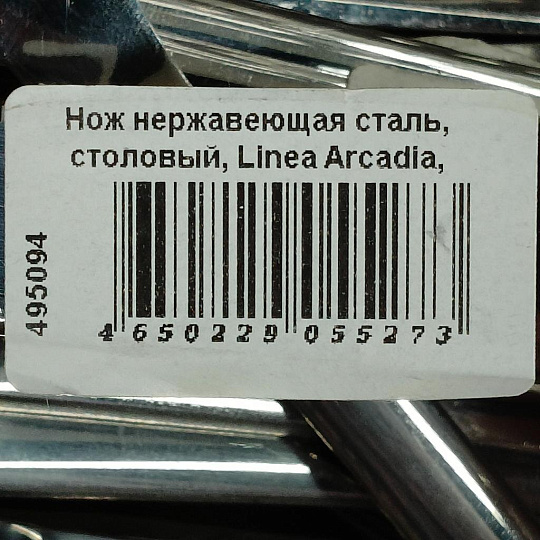 Нож нержавеющая сталь,
столовый, Linea Arcadia,
495094
4 650229 055273